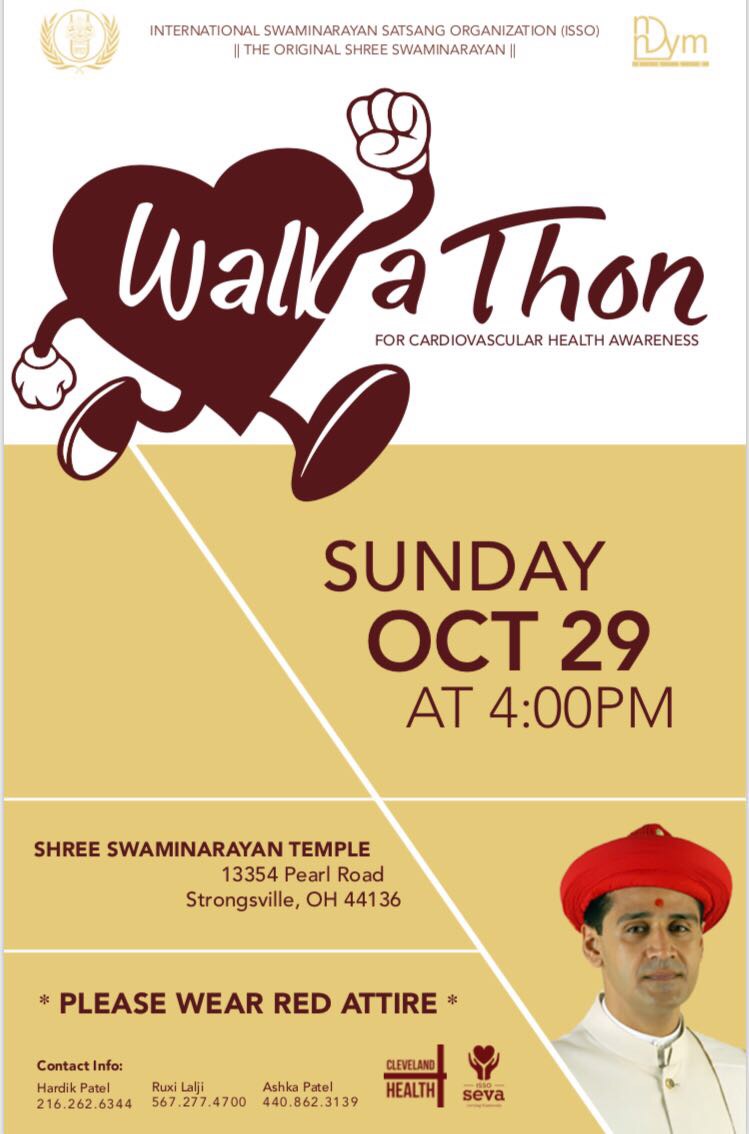 INTERNATIONAL SWAMINARAYAN SATSANG ORGANIZATION (ISSO)
|| THE ORIGINAL SHREE SWAMINARAYAN ||
Dym
Walk a Thon
FOR CARDIOVASCULAR HEALTH AWARENESS
SUNDAY
OCT 29
AT 4:00PM
SHREE SWAMINARAYAN TEMPLE
13354 Pearl Road
Strongsville, OH 44136
* PLEASE WEAR RED ATTIRE *
Contact Info:
Hardik Patel
216.262.6344
Ruxi Lalji
567.277.4700
Ashka Patel
440.862.3139
CLEVELAND
HEALTH
ISSO
seva